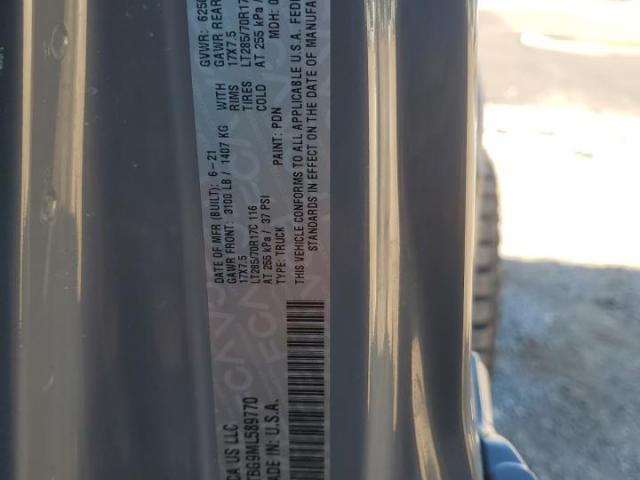 CA US LLC
DATE OF MFR (BUILT): 6-21 GVWR: 625
GAWR FRONT: 3100 LB / 1407 KG WITH GAWR REAR
17X7.5 RIMS 17X7.5
LT285/70R17C 116 TIRES LT285/70R17
AT 255 kPa / 37 PSI COLD AT 255 kPa /
TYPE: TRUCK PAINT: PDN MDH:
THIS VEHICLE CONFORMS TO ALL APPLICABLE U.S.A. FEDE
STANDARDS IN EFFECT ON THE DATE OF MANUFA
TBG9ML589770
ADE IN: U.S.A.